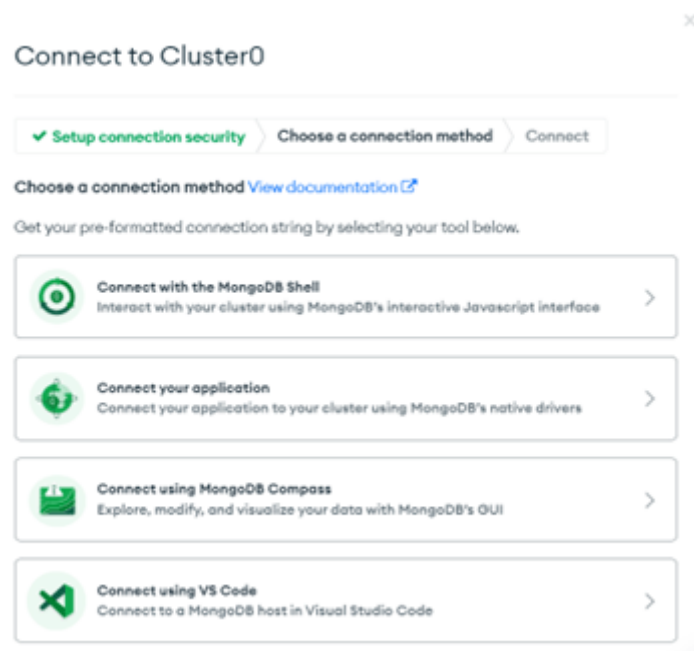 Connect to Cluster0
Setup connection security
Choose a connection method
Connect
Choose a connection method View documentation
Get your pre-formatted connection string by selecting your tool below.
Connect with the MongoDB Shell
Interact with your cluster using MongoDB's interactive Javascript interface
Connect your application
Connect your application to your cluster using MongoDB's native drivers
Connect using MongoDB Compass
Explore, modify, and visualize your data with MongoDB's GUI
Connect using VS Code
Connect to a MongoDB host in Visual Studio Code